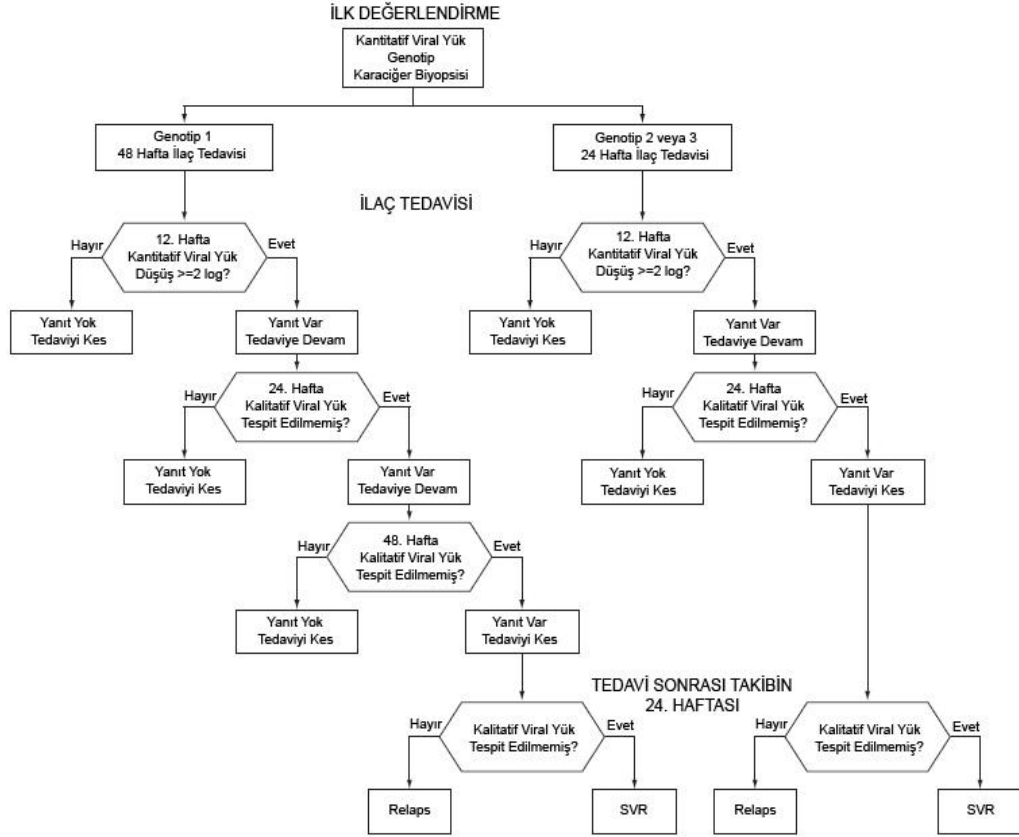 İLK DEĞERLENDİRME
Kantitatif Viral Yük
Genotip
Karaciğer Biyopsisi
Genotip 1
48 Hafta İlaç Tedavisi
Genotip 2 veya 3
24 Hafta İlaç Tedavisi
İLAÇ TEDAVİSİ
Hayır
12. Hafta
Kantitatif Viral Yük
Düşüş >=2 log?
Evet
Hayır
12. Hafta
Kantitatif Viral Yük
Düşüş >=2 log?
Evet
Yanıt Yok
Tedaviyi Kes
Yanıt Var
Tedaviye Devam
Yanıt Yok
Tedaviyi Kes
Yanıt Var
Tedaviye Devam
Hayır
24. Hafta
Kalitatif Viral Yük
Tespit Edilmemiş?
Evet
Hayır
24. Hafta
Kalitatif Viral Yük
Tespit Edilmemiş?
Evet
Yanıt Yok
Tedaviyi Kes
Yanıt Var
Tedaviye Devam
Yanıt Yok
Tedaviyi Kes
Yanıt Var
Tedaviyi Kes
Hayır
48. Hafta
Kalitatif Viral Yük
Tespit Edilmemiş?
Evet
Yanıt Yok
Tedaviyi Kes
Yanıt Var
Tedaviyi Kes
TEDAVİ SONRASI TAKİBİN
24. HAFTASI
Hayır
Kalitatif Viral Yük
Tespit Edilmemiş?
Evet
Hayır
Kalitatif Viral Yük
Tespit Edilmemiş?
Evet
Relaps
SVR
Relaps
SVR